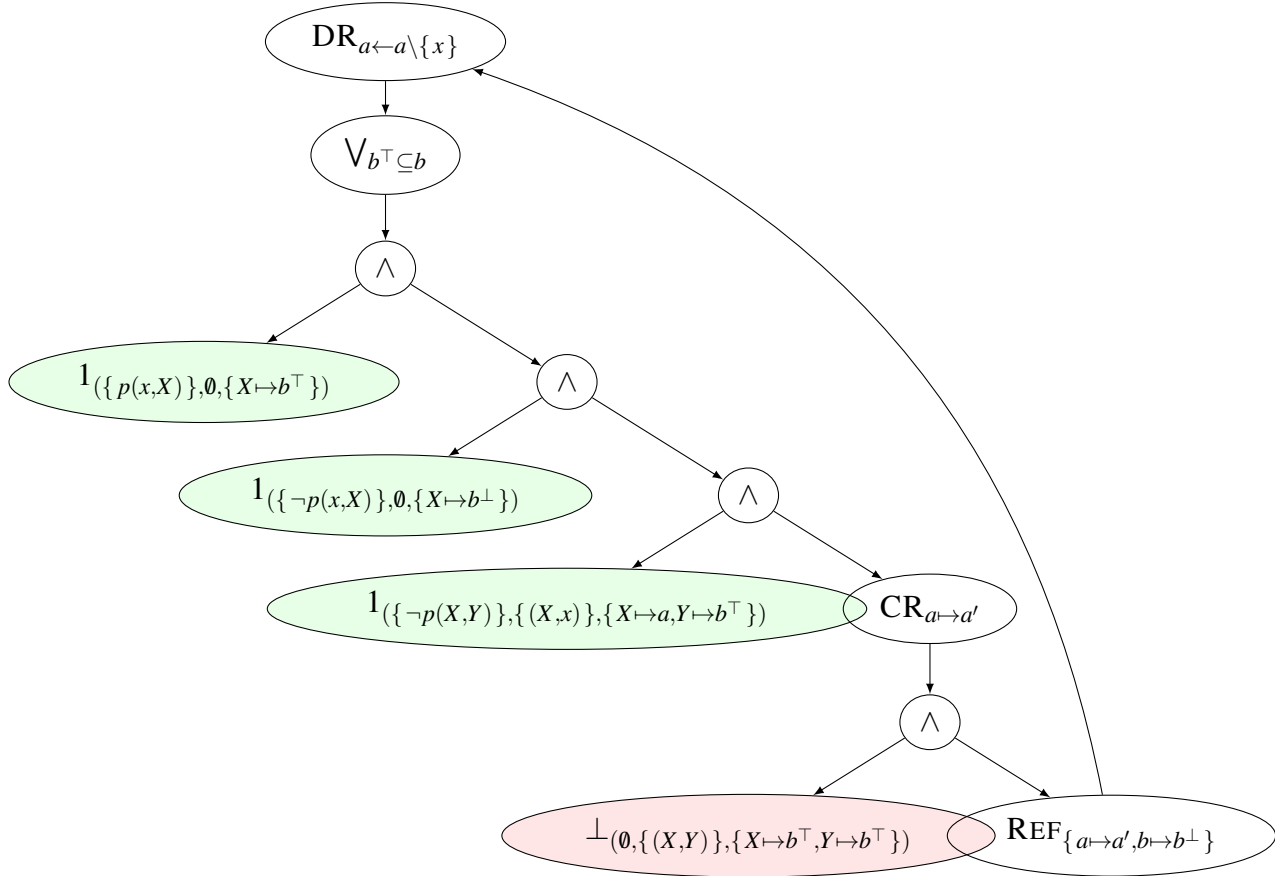 DR_{a←a\{x}}
⋁_{b^⊤⊆b}
∧
1_{({p(x,X)},∅,{X↦b^⊤})}
∧
1_{({¬p(x,X)},∅,{X↦b^⊥})}
∧
1_{({¬p(X,Y)},{(X,x)},{X↦a,Y↦b^⊤})}
CR_{a↦a′}
∧
⊥_{(∅,{(X,Y)},{X↦b^⊤,Y↦b^⊤})}
REF_{{a↦a′,b↦b^⊥}}